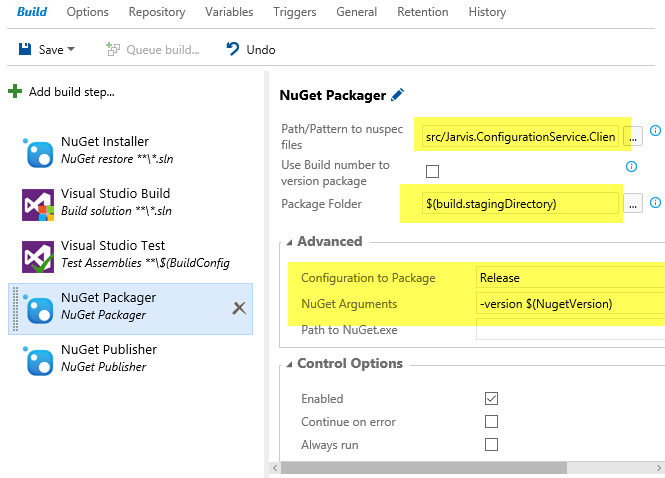 Build Options Repository Variables Triggers General Retention History
Save Queue build... Undo
Add build step...
NuGet Installer
NuGet restore **\*.sln
Visual Studio Build
Build solution **\*.sln
Visual Studio Test
Test Assemblies **\$(BuildConfig
NuGet Packager
NuGet Packager
NuGet Publisher
NuGet Publisher
NuGet Packager
Path/Pattern to nuspec
files
src/Jarvis.ConfigurationService.Clien ...
Use Build number to
version package
Package Folder $(build.stagingDirectory) ...
Advanced
Configuration to Package Release
NuGet Arguments -version $(NugetVersion)
Path to NuGet.exe
Control Options
Enabled
Continue on error
Always run